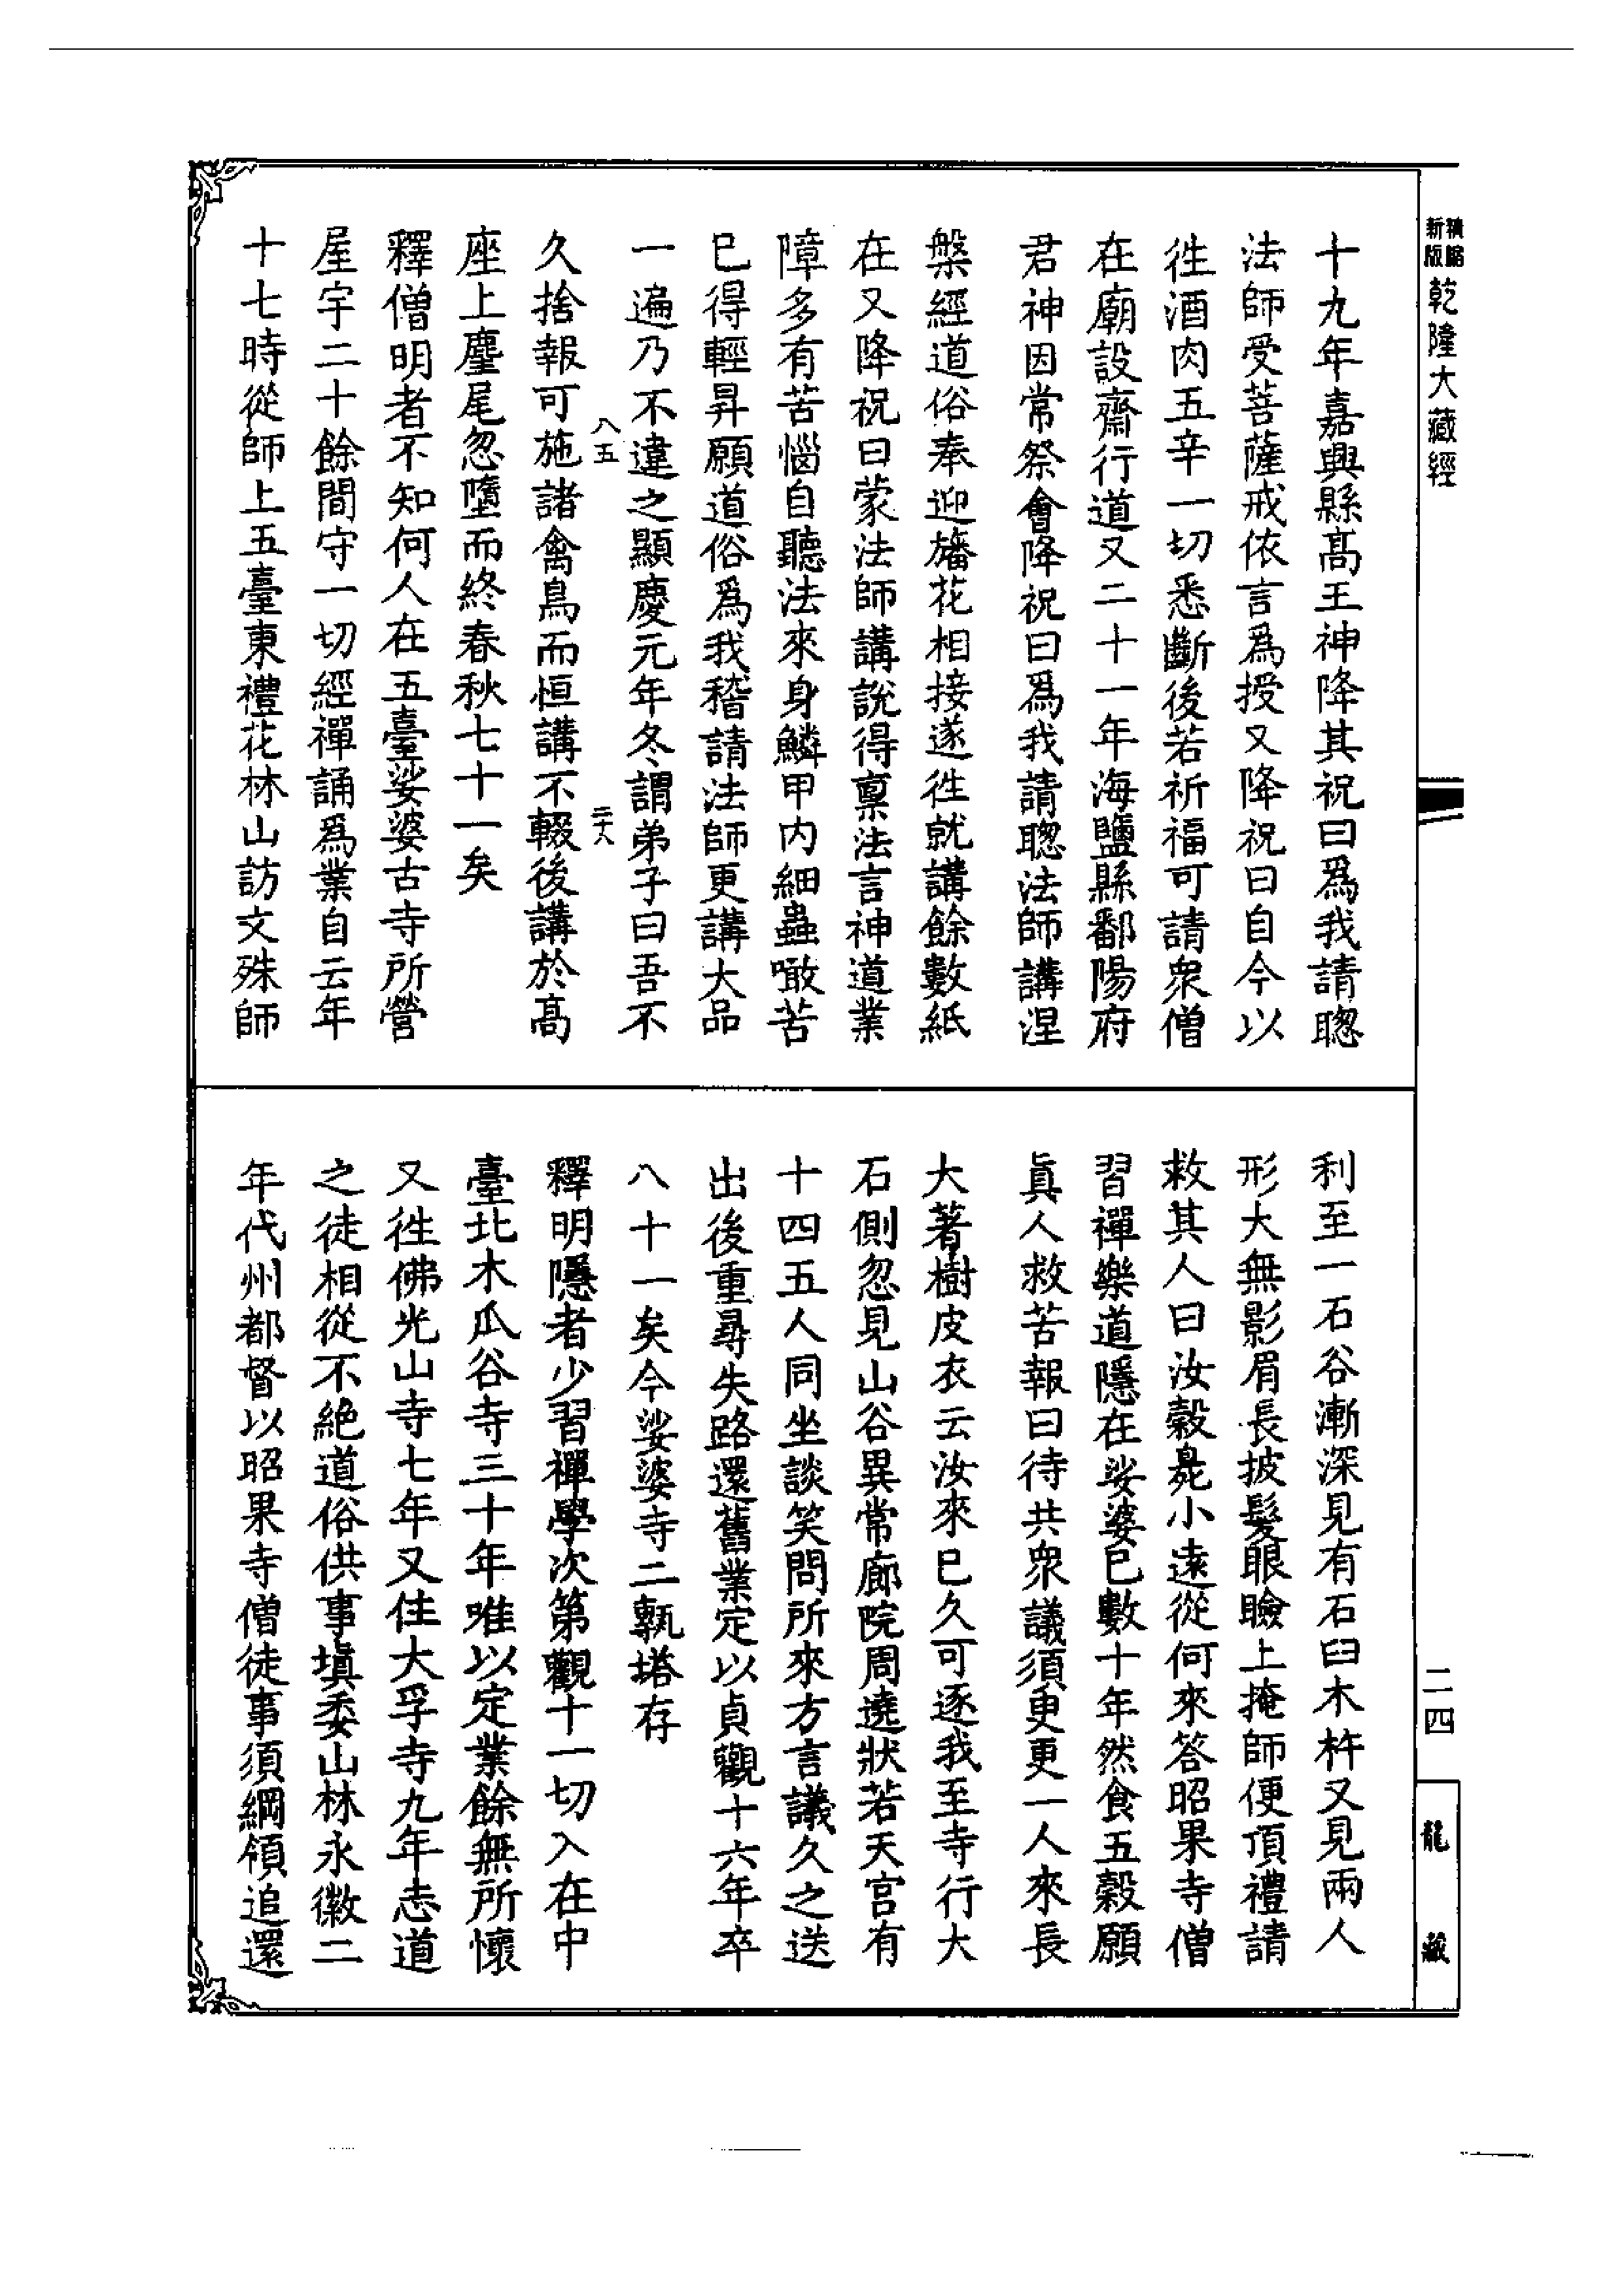 精縮新版 乾隆大藏經
十九年嘉興縣髙王神降其祝曰爲我請聦
法師受菩薩戒依言爲授又降祝曰自今以
徃酒肉五辛一切悉斷後若祈福可請衆僧
在廟設齋行道又二十一年海鹽縣鄱陽府
君神因常祭會降祝曰爲我請聦法師講涅
槃經道俗奉迎旛花相接遂徃就講餘數紙
在又降祝曰蒙法師講說得稟法言神道業
障多有苦惱自聽法來身鱗甲内細蟲噉苦
已得輕昇願道俗爲我稽請法師更講大品
一遍乃不違之顯慶元年冬謂弟子曰吾不
八五
二十八
久捨報可施諸禽鳥而恒講不輟後講於髙
座上麈尾忽墮而終春秋七十一矣
釋僧明者不知何人在五臺娑婆古寺所營
屋宇二十餘間守一切經禪誦爲業自云年
十七時從師上五臺東禮花林山訪文殊師
利至一石谷漸深見有石臼木杵又見兩人
形大無影眉長披髮眼瞼上掩師便頂禮請
救其人曰汝穀㲋小遠從何來答昭果寺僧
習禪樂道隱在娑婆已數十年然食五穀願
眞人救苦報曰待共衆議須更更一人來長
大著樹皮衣云汝來已久可逐我至寺行大
石側忽見山谷異常廊院周遶狀若天宫有
十四五人同坐談笑問所來方言議久之送
出後重尋失路還舊業定以貞觀十六年卒
八十一矣今娑婆寺二甎塔存
釋明隱者少習禪學次第觀十一切入在中
臺北木瓜谷寺三十年唯以定業餘無所懷
又徃佛光山寺七年又住大孚寺九年志道
之徒相從不絶道俗供事填委山林永徽二
年代州都督以昭果寺僧徒事須綱領追還
二四
龍藏